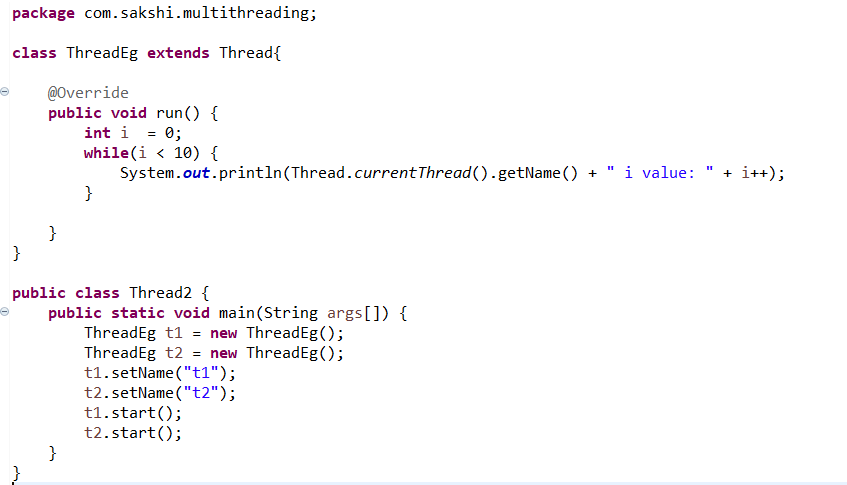 package com.sakshi.multithreading;
class ThreadEg extends Thread{
@Override
public void run() {
int i  = 0;
while(i < 10) {
System.out.println(Thread.currentThread().getName() + " i value: " + i++);
}
}
}
public class Thread2 {
public static void main(String args[]) {
ThreadEg t1 = new ThreadEg();
ThreadEg t2 = new ThreadEg();
t1.setName("t1");
t2.setName("t2");
t1.start();
t2.start();
}
}